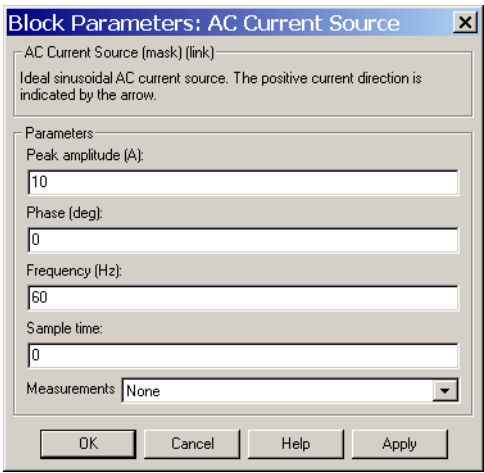 Block Parameters: AC Current Source
AC Current Source (mask) (link)
Ideal sinusoidal AC current source. The positive current direction is
indicated by the arrow.
Parameters
Peak amplitude (A):
10
Phase (deg):
0
Frequency (Hz):
60
Sample time:
0
Measurements None
OK Cancel Help Apply